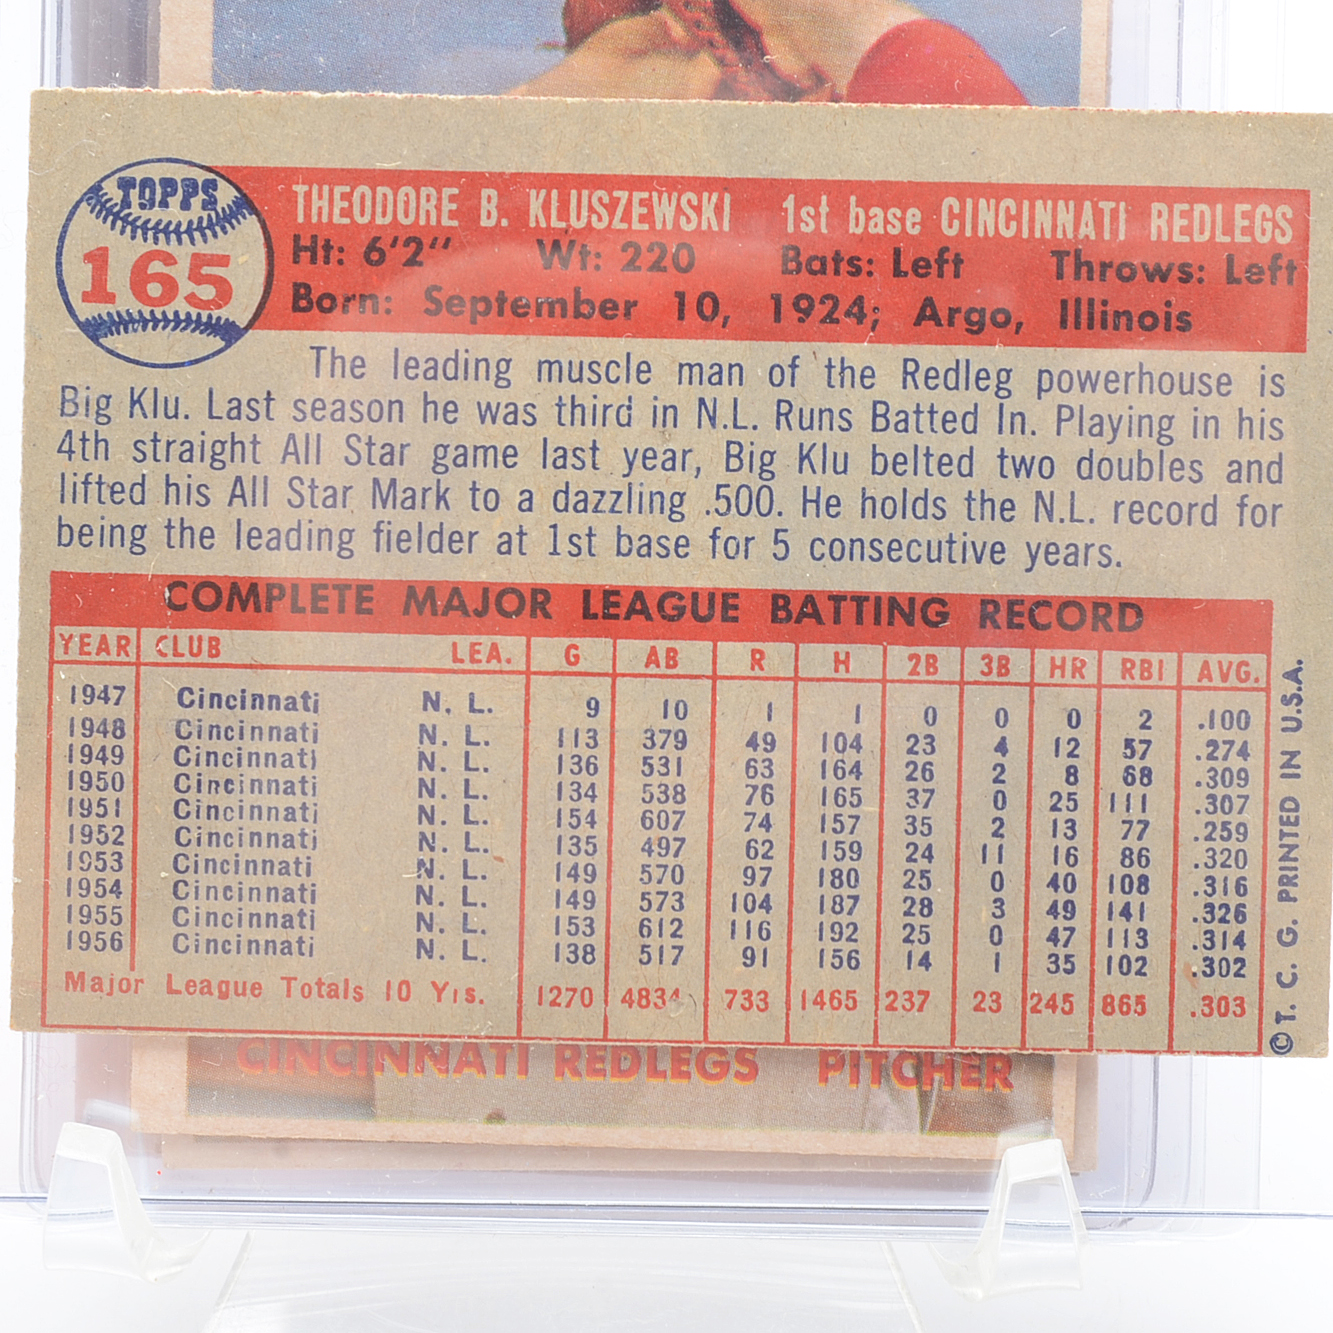 TOPPS
165
THEODORE B. KLUSZEWSKI 1st base CINCINNATI REDLEGS
Ht: 6'2" Wt: 220 Bats: Left Throws: Left
Born: September 10, 1924; Argo, Illinois
The leading muscle man of the Redleg powerhouse is
Big Klu. Last season he was third in N.L. Runs Batted In. Playing in his
4th straight All Star game last year, Big Klu belted two doubles and
lifted his All Star Mark to a dazzling .500. He holds the N.L. record for
being the leading fielder at 1st base for 5 consecutive years.
COMPLETE MAJOR LEAGUE BATTING RECORD
YEAR CLUB LEA. G AB R H 2B 3B HR RBI AVG.
1947 Cincinnati N. L. 9 10 1 1 0 0 0 2 .100
1948 Cincinnati N. L. 113 379 49 104 23 4 12 57 .274
1949 Cincinnati N. L. 136 531 63 164 26 2 8 68 .309
1950 Cincinnati N. L. 134 538 76 165 37 0 25 111 .307
1951 Cincinnati N. L. 154 607 74 157 35 2 13 77 .259
1952 Cincinnati N. L. 135 497 62 159 24 11 16 86 .320
1953 Cincinnati N. L. 149 570 97 180 25 0 40 108 .316
1954 Cincinnati N. L. 149 573 104 187 28 3 49 141 .326
1955 Cincinnati N. L. 153 612 116 192 25 0 47 113 .314
1956 Cincinnati N. L. 138 517 91 156 14 1 35 102 .302
Major League Totals 10 Yrs. 1270 4834 733 1465 237 23 245 865 .303
© T. C. G. PRINTED IN U.S.A.
CINCINNATI REDLEGS PITCHER